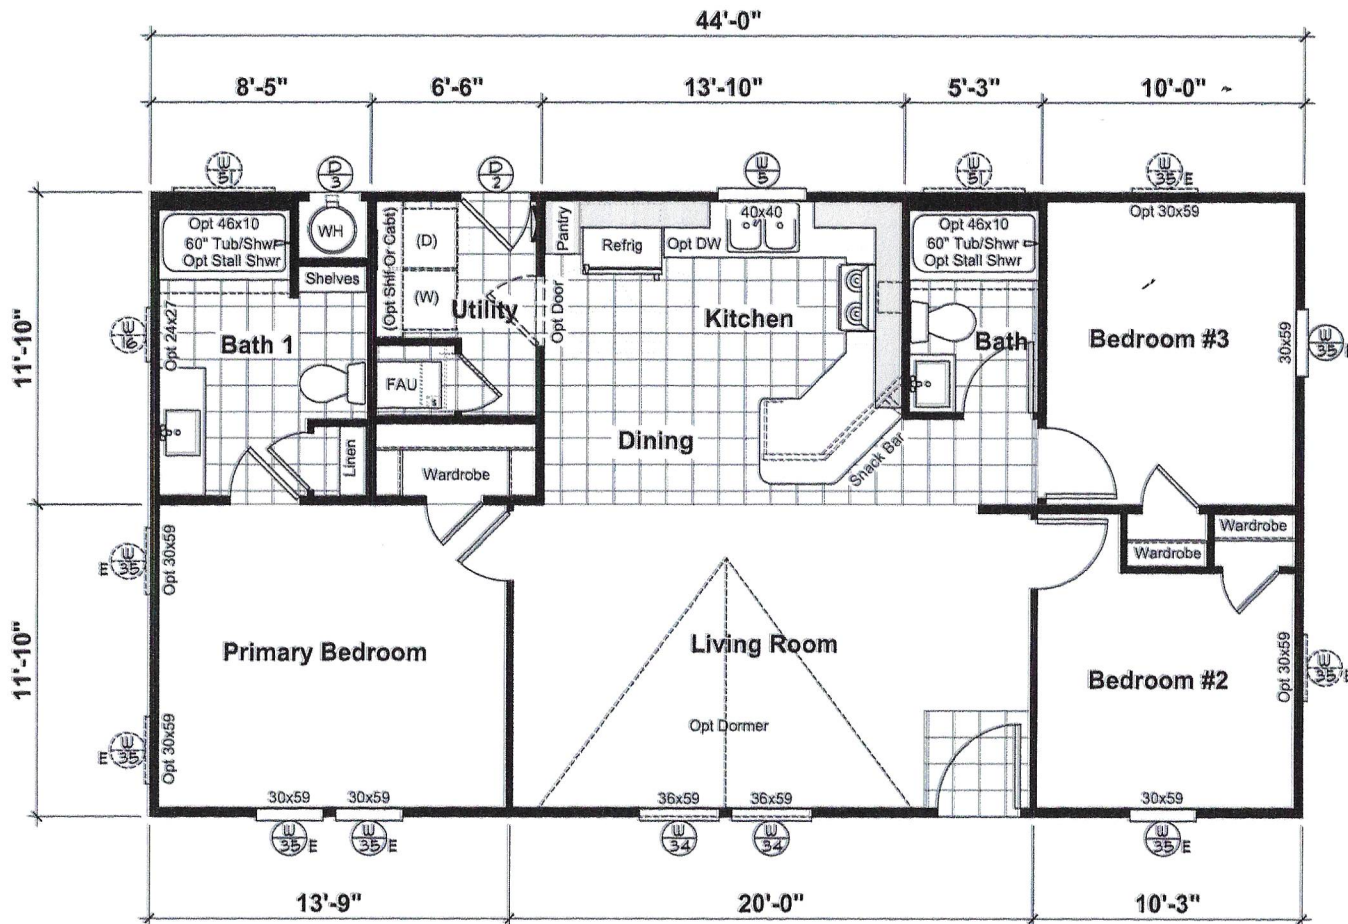 44'-0"
8'-5"
6'-6"
13'-10"
5'-3"
10'-0"
W
51
D
3
D
2
W
5
W
51
W
35 E
Opt 46x10
60" Tub/Shwr
Opt Stall Shwr
WH
Shelves
(Opt Shlf Or Cabt)
(D)
(W)
Utility
Opt Door
Pantry
Refrig
Opt DW
40x40
Kitchen
Opt 46x10
60" Tub/Shwr
Opt Stall Shwr
Bath
Opt 30x59
Bedroom #3
30x59
W
35 E
11'-10"
W
16
Opt 24x27
Bath 1
FAU
Linen
Wardrobe
Dining
Snack Bar
Wardrobe
Wardrobe
11'-10"
E
W
35
Opt 30x59
Primary Bedroom
Living Room
Opt Dormer
Bedroom #2
Opt 30x59
W
35 E
E
W
35
Opt 30x59
30x59
30x59
36x59
36x59
30x59
W
35 E
W
35 E
W
34
W
34
W
35 E
13'-9"
20'-0"
10'-3"